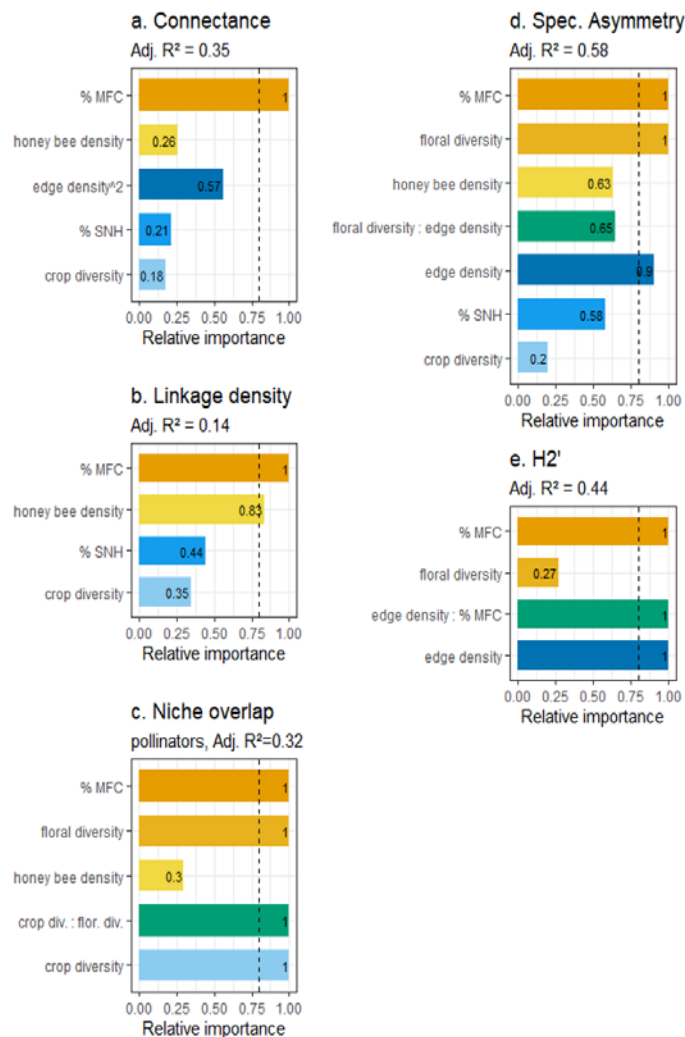 a. Connectance
Adj. R² = 0.35
% MFC
1
honey bee density
0.26
edge density^2
0.57
% SNH
0.21
crop diversity
0.18
0.00 0.25 0.50 0.75 1.00
Relative importance
b. Linkage density
Adj. R² = 0.14
% MFC
1
honey bee density
0.83
% SNH
0.44
crop diversity
0.35
0.00 0.25 0.50 0.75 1.00
Relative importance
c. Niche overlap
pollinators, Adj. R²=0.32
% MFC
1
floral diversity
1
honey bee density
0.3
crop div. : flor. div.
1
crop diversity
1
0.00 0.25 0.50 0.75 1.00
Relative importance
d. Spec. Asymmetry
Adj. R² = 0.58
% MFC
1
floral diversity
1
honey bee density
0.63
floral diversity : edge density
0.65
edge density
0.9
% SNH
0.58
crop diversity
0.2
0.00 0.25 0.50 0.75 1.00
Relative importance
e. H2'
Adj. R² = 0.44
% MFC
1
floral diversity
0.27
edge density : % MFC
1
edge density
1
0.00 0.25 0.50 0.75 1.00
Relative importance